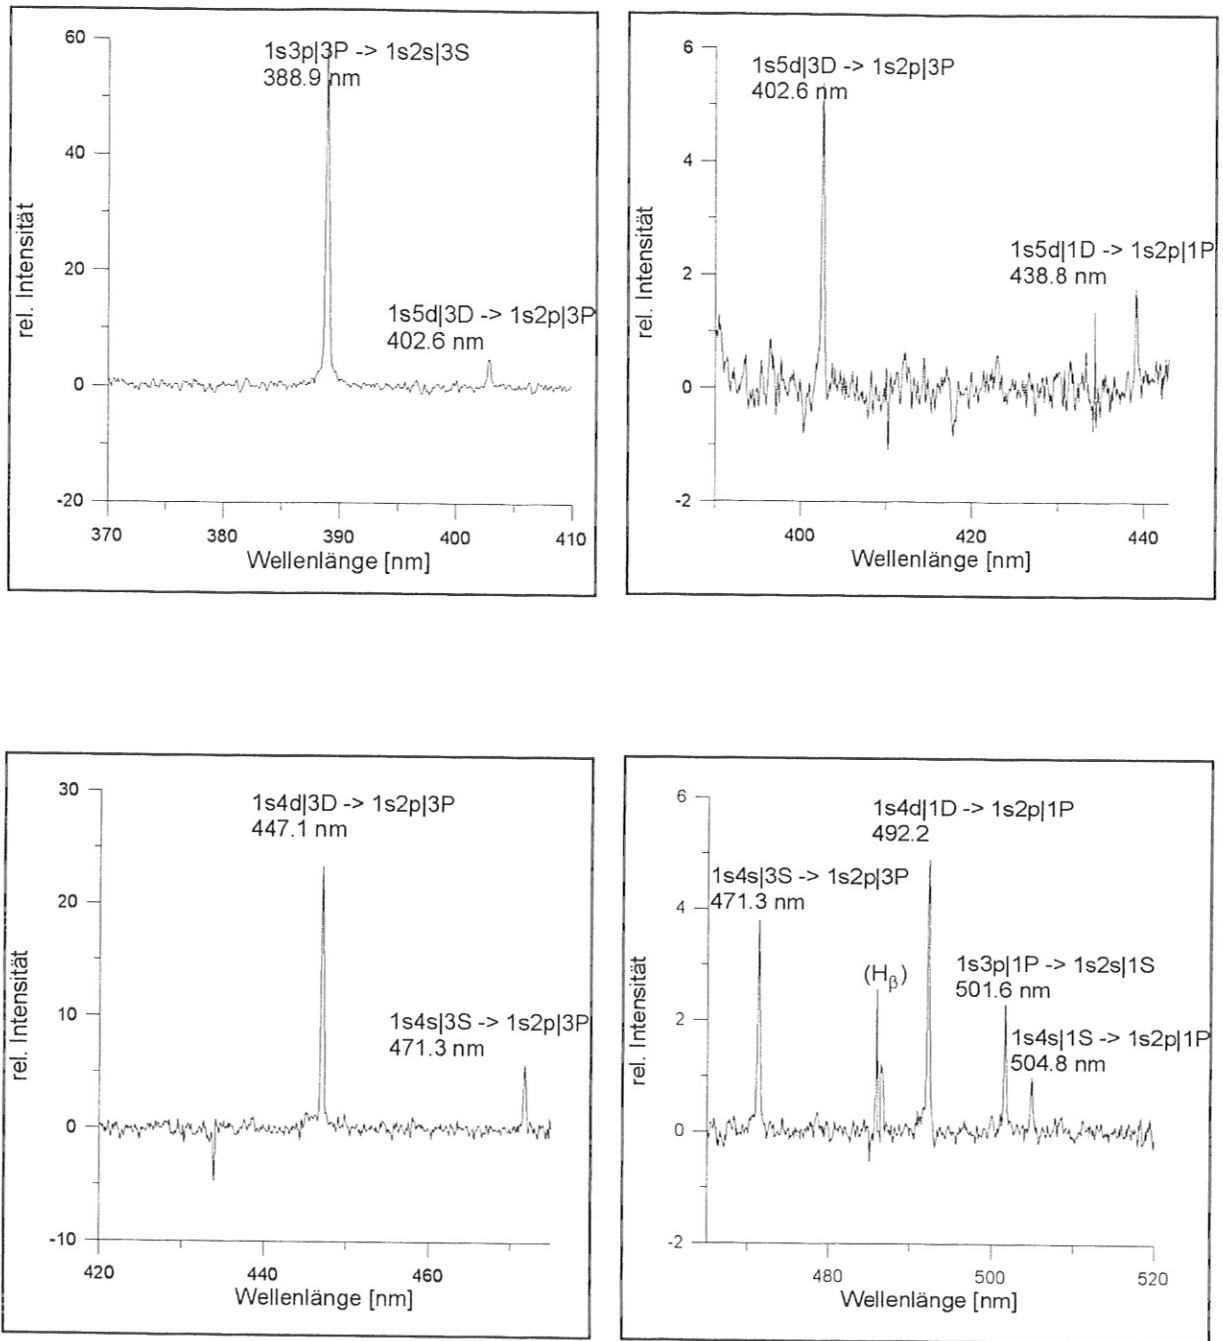 60
40
20
0
-20
1s3p|3P -> 1s2s|3S
388.9 nm
1s5d|3D -> 1s2p|3P
402.6 nm
rel. Intensität
370 380 390 400 410
Wellenlänge [nm]
6
4
2
0
-2
1s5d|3D -> 1s2p|3P
402.6 nm
1s5d|1D -> 1s2p|1P
438.8 nm
rel. Intensität
400 420 440
Wellenlänge [nm]
30
20
10
0
-10
1s4d|3D -> 1s2p|3P
447.1 nm
1s4s|3S -> 1s2p|3P
471.3 nm
rel. Intensität
420 440 460
Wellenlänge [nm]
6
4
2
0
-2
1s4d|1D -> 1s2p|1P
492.2
1s4s|3S -> 1s2p|3P
471.3 nm
(Hβ)
1s3p|1P -> 1s2s|1S
501.6 nm
1s4s|1S -> 1s2p|1P
504.8 nm
rel. Intensität
480 500 520
Wellenlänge [nm]